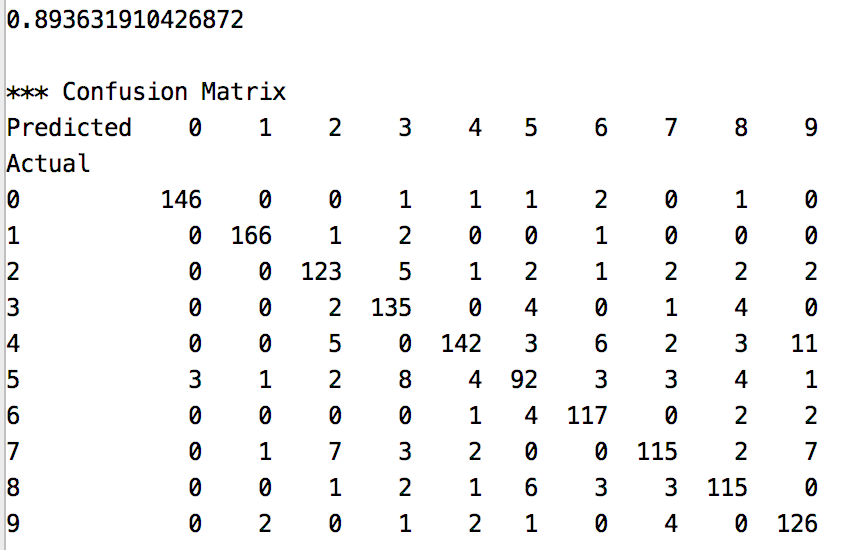 0.893631910426872
*** Confusion Matrix
Predicted 0 1 2 3 4 5 6 7 8 9
Actual
0 146 0 0 1 1 1 2 0 1 0
1 0 166 1 2 0 0 1 0 0 0
2 0 0 123 5 1 2 1 2 2 2
3 0 0 2 135 0 4 0 1 4 0
4 0 0 5 0 142 3 6 2 3 11
5 3 1 2 8 4 92 3 3 4 1
6 0 0 0 0 1 4 117 0 2 2
7 0 1 7 3 2 0 0 115 2 7
8 0 0 1 2 1 6 3 3 115 0
9 0 2 0 1 2 1 0 4 0 126